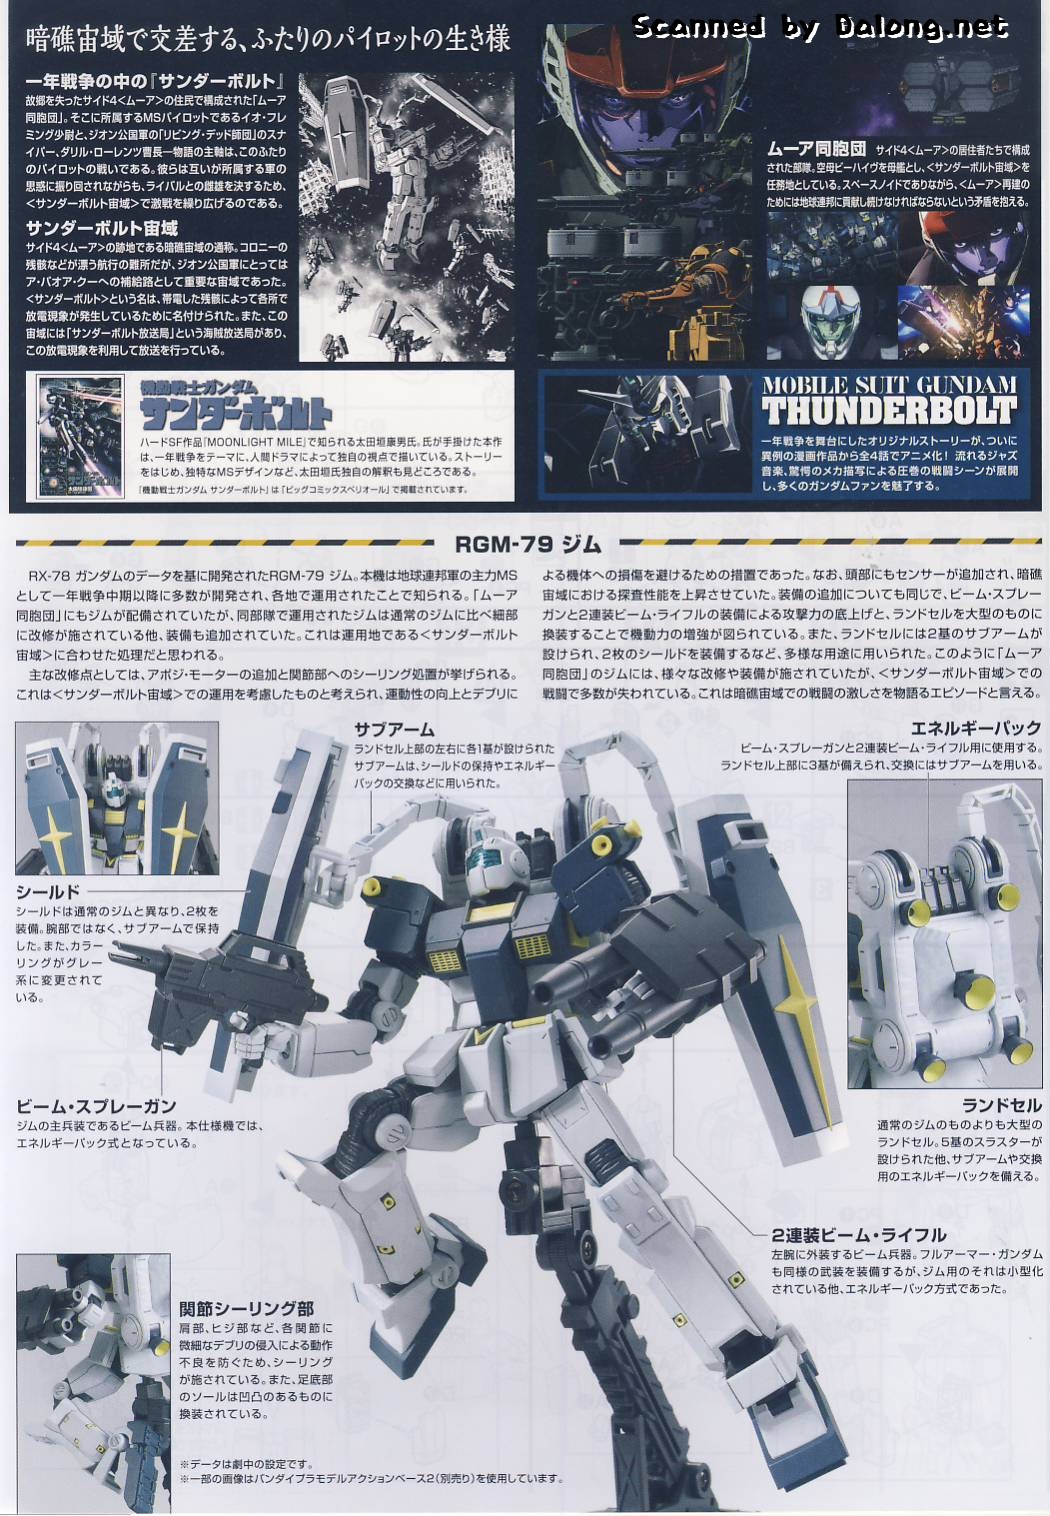 Scanned by Dalong.net
暗礁宙域で交差する、ふたりのパイロットの生き様
一年戦争の中の『サンダーボルト』
故郷を失ったサイド4<ムーア>の住民で構成された「ムーア
同胞団」。そこに所属するMSパイロットであるイオ・フレ
ミング少尉と、ジオン公国軍の「リビング・デッド師団」のスナ
イパー、ダリル・ローレンツ曹長―物語の主軸は、このふたり
のパイロットの戦いである。彼らは互いが所属する軍の
思惑に振り回されながらも、ライバルとの雌雄を決するため、
<サンダーボルト宙域>で激戦を繰り広げるのである。
サンダーボルト宙域
サイド4<ムーア>の跡地である暗礁宙域の通称。コロニーの
残骸などが漂う航行の難所だが、ジオン公国軍にとっては
ア・バオア・クーへの補給路として重要な宙域であった。
<サンダーボルト>という名は、帯電した残骸によって各所で
放電現象が発生しているために名付けられた。また、この
宙域には「サンダーボルト放送局」という海賊放送局があり、
この放電現象を利用して放送を行っている。
ムーア同胞団 サイド4<ムーア>の居住者たちで構成
された部隊。空母ビーハイヴを母艦とし、<サンダーボルト宙域>を
任務地としている。スペースノイドでありながら、<ムーア>再建の
ためには地球連邦に貢献し続けなければならないという矛盾を抱える。
機動戦士ガンダム
サンダーボルト
ハードSF作品『MOONLIGHT MILE』で知られる太田垣康男氏。氏が手掛けた本作
は、一年戦争をテーマに、人間ドラマによって独自の視点で描いている。ストーリー
をはじめ、独特なMSデザインなど、太田垣氏独自の解釈も見どころである。
「機動戦士ガンダム サンダーボルト」は「ビッグコミックスペリオール」で掲載されています。
MOBILE SUIT GUNDAM
THUNDERBOLT
一年戦争を舞台にしたオリジナルストーリーが、ついに
異例の漫画作品から全4話でアニメ化! 流れるジャズ
音楽、驚愕のメカ描写による圧巻の戦闘シーンが展開
し、多くのガンダムファンを魅了する。
RGM-79 ジム
RX-78 ガンダムのデータを基に開発されたRGM-79 ジム。本機は地球連邦軍の主力MS
として一年戦争中期以降に多数が開発され、各地で運用されたことで知られる。「ムーア
同胞団」にもジムが配備されていたが、同部隊で運用されたジムは通常のジムに比べ細部
に改修が施されている他、装備も追加されていた。これは運用地である<サンダーボルト
宙域>に合わせた処理だと思われる。
主な改修点としては、アポジ・モーターの追加と関節部へのシーリング処置が挙げられる。
これは<サンダーボルト宙域>での運用を考慮したものと考えられ、運動性の向上とデブリに
よる機体への損傷を避けるための措置であった。なお、頭部にもセンサーが追加され、暗礁
宙域における探査性能を上昇させていた。装備の追加についても同じで、ビーム・スプレー
ガンと2連装ビーム・ライフルの装備による攻撃力の底上げと、ランドセルを大型のものに
換装することで機動力の増強が図られている。また、ランドセルには2基のサブアームが
設けられ、2枚のシールドを装備するなど、多様な用途に用いられた。このように「ムーア
同胞団」のジムには、様々な改修や装備が施されていたが、<サンダーボルト宙域>での
戦闘で多数が失われている。これは暗礁宙域での戦闘の激しさを物語るエピソードと言える。
サブアーム
ランドセル上部の左右に各1基が設けられた
サブアームは、シールドの保持やエネルギー
パックの交換などに用いられた。
エネルギーパック
ビーム・スプレーガンと2連装ビーム・ライフル用に使用する。
ランドセル上部に3基が備えられ、交換にはサブアームを用いる。
シールド
シールドは通常のジムと異なり、2枚を
装備。腕部ではなく、サブアームで保持
した。また、カラー
リングがグレー
系に変更されて
いる。
ビーム・スプレーガン
ジムの主兵装であるビーム兵器。本仕様機では、
エネルギーパック式となっている。
ランドセル
通常のジムのものよりも大型の
ランドセル。5基のスラスターが
設けられた他、サブアームや交換
用のエネルギーパックを備える。
2連装ビーム・ライフル
左腕に外装するビーム兵器。フルアーマー・ガンダム
も同様の武装を装備するが、ジム用のそれは小型化
されている他、エネルギーパック方式であった。
関節シーリング部
肩部、ヒジ部など、各関節に
微細なデブリの侵入による動作
不良を防ぐため、シーリング
が施されている。また、足底部
のソールは凹凸のあるものに
換装されている。
※データは劇中の設定です。
※一部の画像はバンダイプラモデルアクションベース2(別売り)を使用しています。